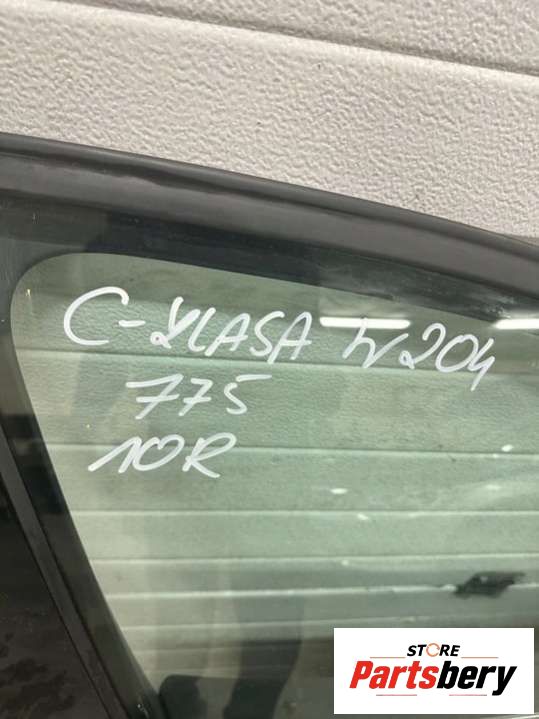 C-KLASA W204
775
10R
STORE
Partsbery